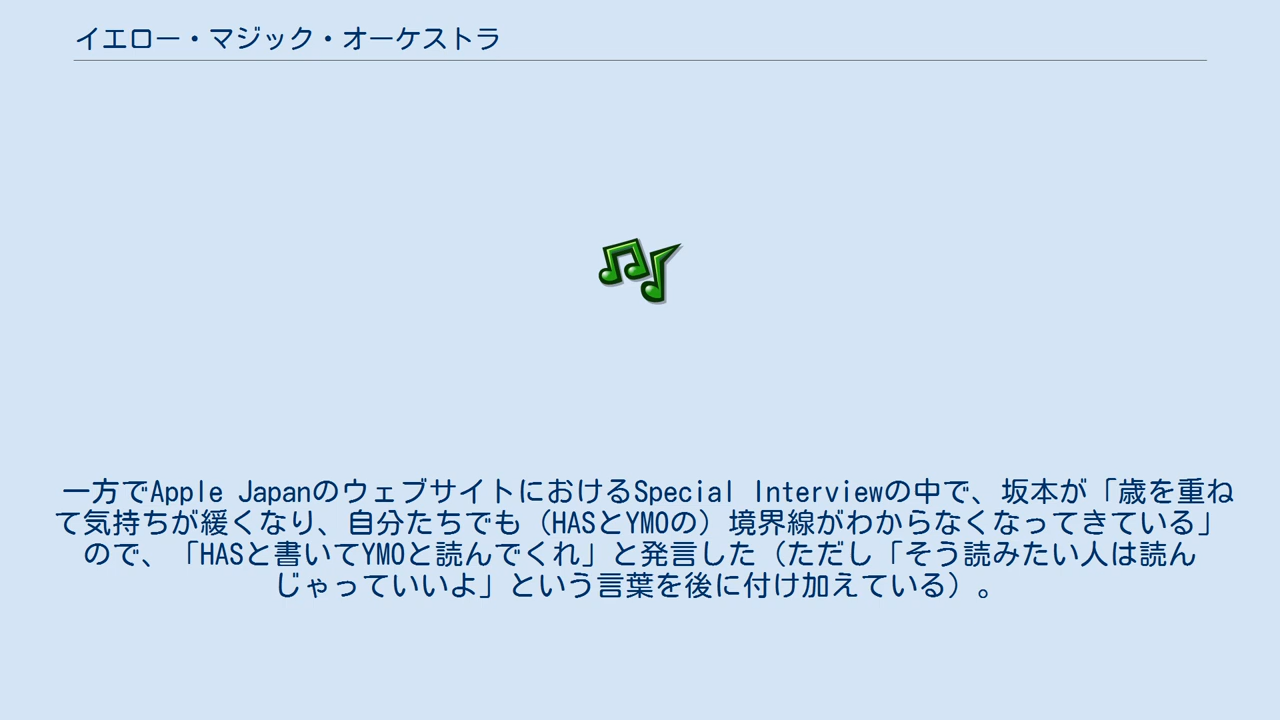 イエロー・マジック・オーケストラ
一方でApple JapanのウェブサイトにおけるSpecial Interviewの中で、坂本が「歳を重ね
て気持ちが緩くなり、自分たちでも（HASとYMOの）境界線がわからなくなってきている」
ので、「HASと書いてYMOと読んでくれ」と発言した（ただし「そう読みたい人は読ん
じゃっていいよ」という言葉を後に付け加えている）。